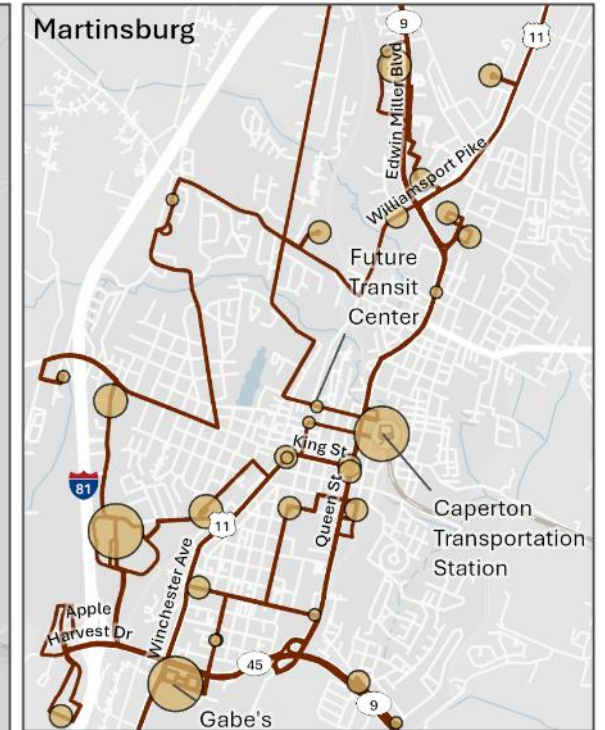 Martinsburg
9
11
Edwin Miller Blvd
Williamsport Pike
Future
Transit
Center
King St
Queen St
81
11
Caperton
Transportation
Station
Winchester Ave
Apple
Harvest Dr
45
9
Gabe's